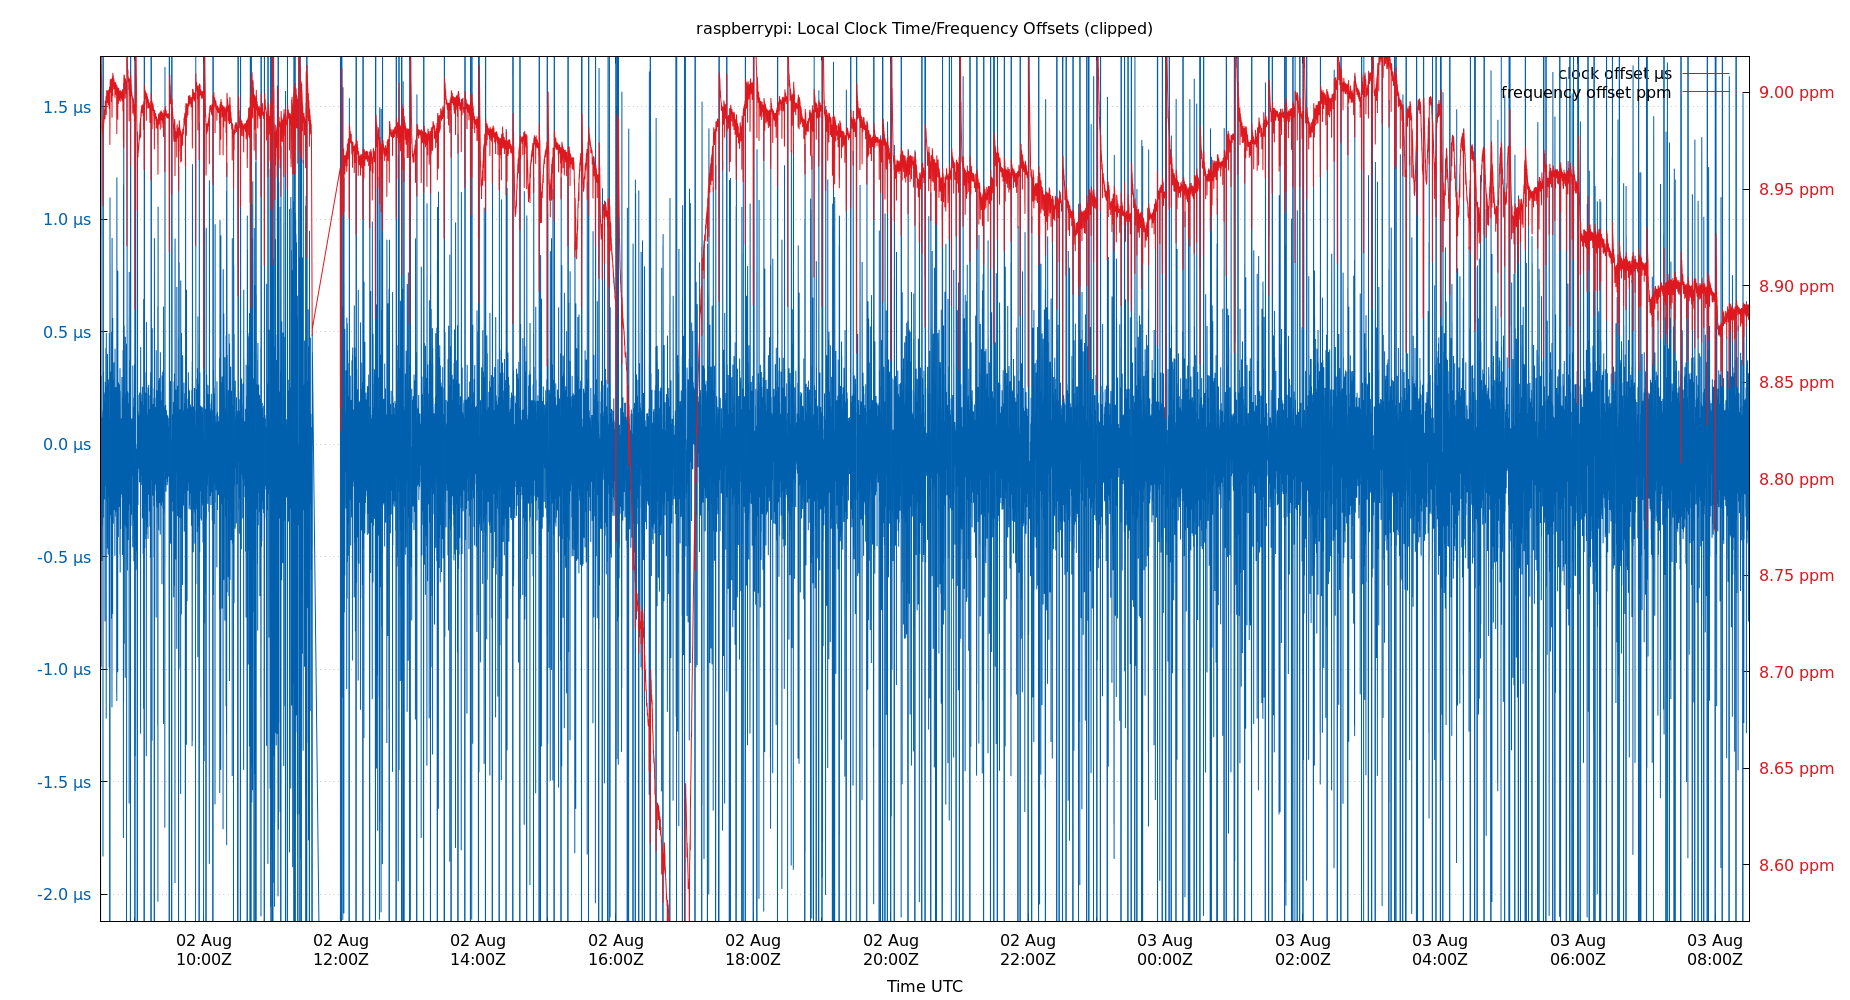 raspberrypi: Local Clock Time/Frequency Offsets (clipped)
clock offset µs
frequency offset ppm
1.5 µs
1.0 µs
0.5 µs
0.0 µs
-0.5 µs
-1.0 µs
-1.5 µs
-2.0 µs
9.00 ppm
8.95 ppm
8.90 ppm
8.85 ppm
8.80 ppm
8.75 ppm
8.70 ppm
8.65 ppm
8.60 ppm
02 Aug 02 Aug 02 Aug 02 Aug 02 Aug 02 Aug 02 Aug 03 Aug 03 Aug 03 Aug 03 Aug 03 Aug
10:00Z 12:00Z 14:00Z 16:00Z 18:00Z 20:00Z 22:00Z 00:00Z 02:00Z 04:00Z 06:00Z 08:00Z
Time UTC